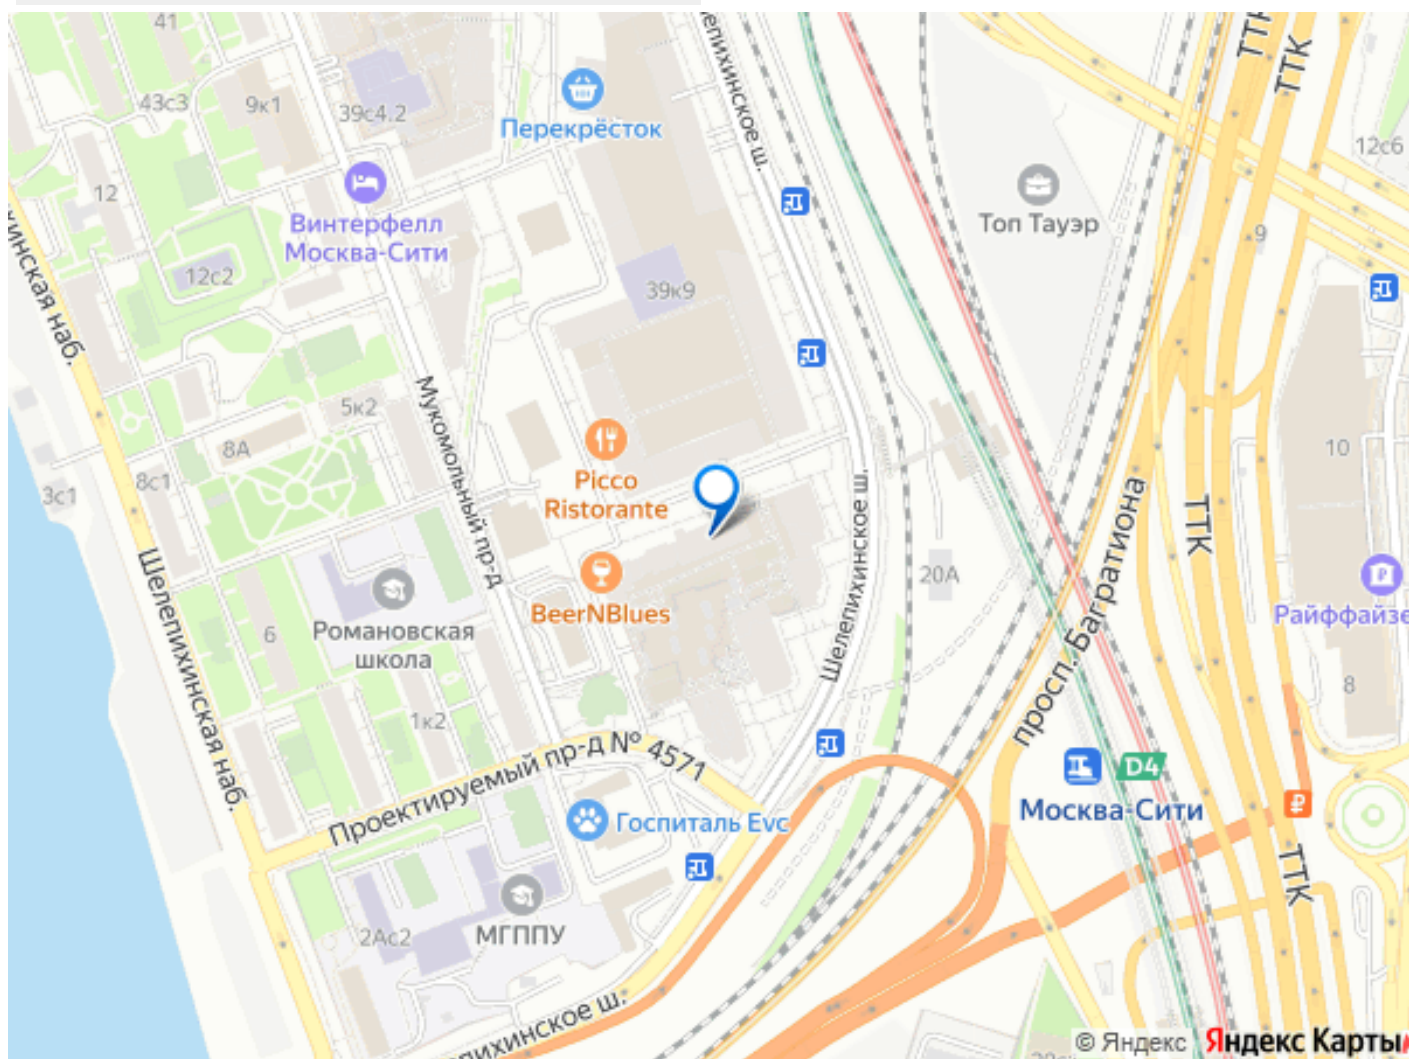 41
43с3
9к1
39с4.2
Перекрёсток
елепихинское ш.
ТТК
ТТК
12с6
12
Винтерфелл
Москва-Сити
Топ Тауэр
9
12с2
39к9
хинская наб.
Мукомольный пр-д
5к2
8А
8с1
3с1
Picco
Ristorante
10
Шелепихинское ш.
просп. Багратиона
ТТК
BeerNBlues
20А
Райффайзе
Шелепихинская наб.
6
Романовская
школа
8
1к2
Проектируемый пр-д № 4571
D4
Москва-Сити
₽
Госпиталь Evc
ТТК
2Ас2
МГППУ
лепихинское ш.
© Яндекс
Яндекс Карты